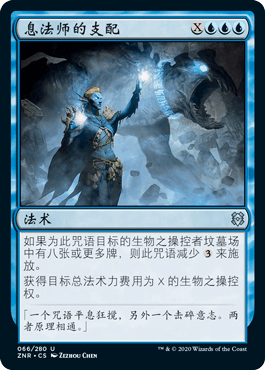 息法师的支配 X
法术
如果为此咒语目标的生物之操控者坟墓场
中有八张或更多牌，则此咒语减少 3 来施
放。
获得目标总法术力费用为 X 的生物之操控
权。
「一个咒语平息狂搅，另外一个击碎意志。两
者原理相通。」
066/280 U
ZNR • CS ZEZHOU CHEN
™ & © 2020 Wizards of the Coast